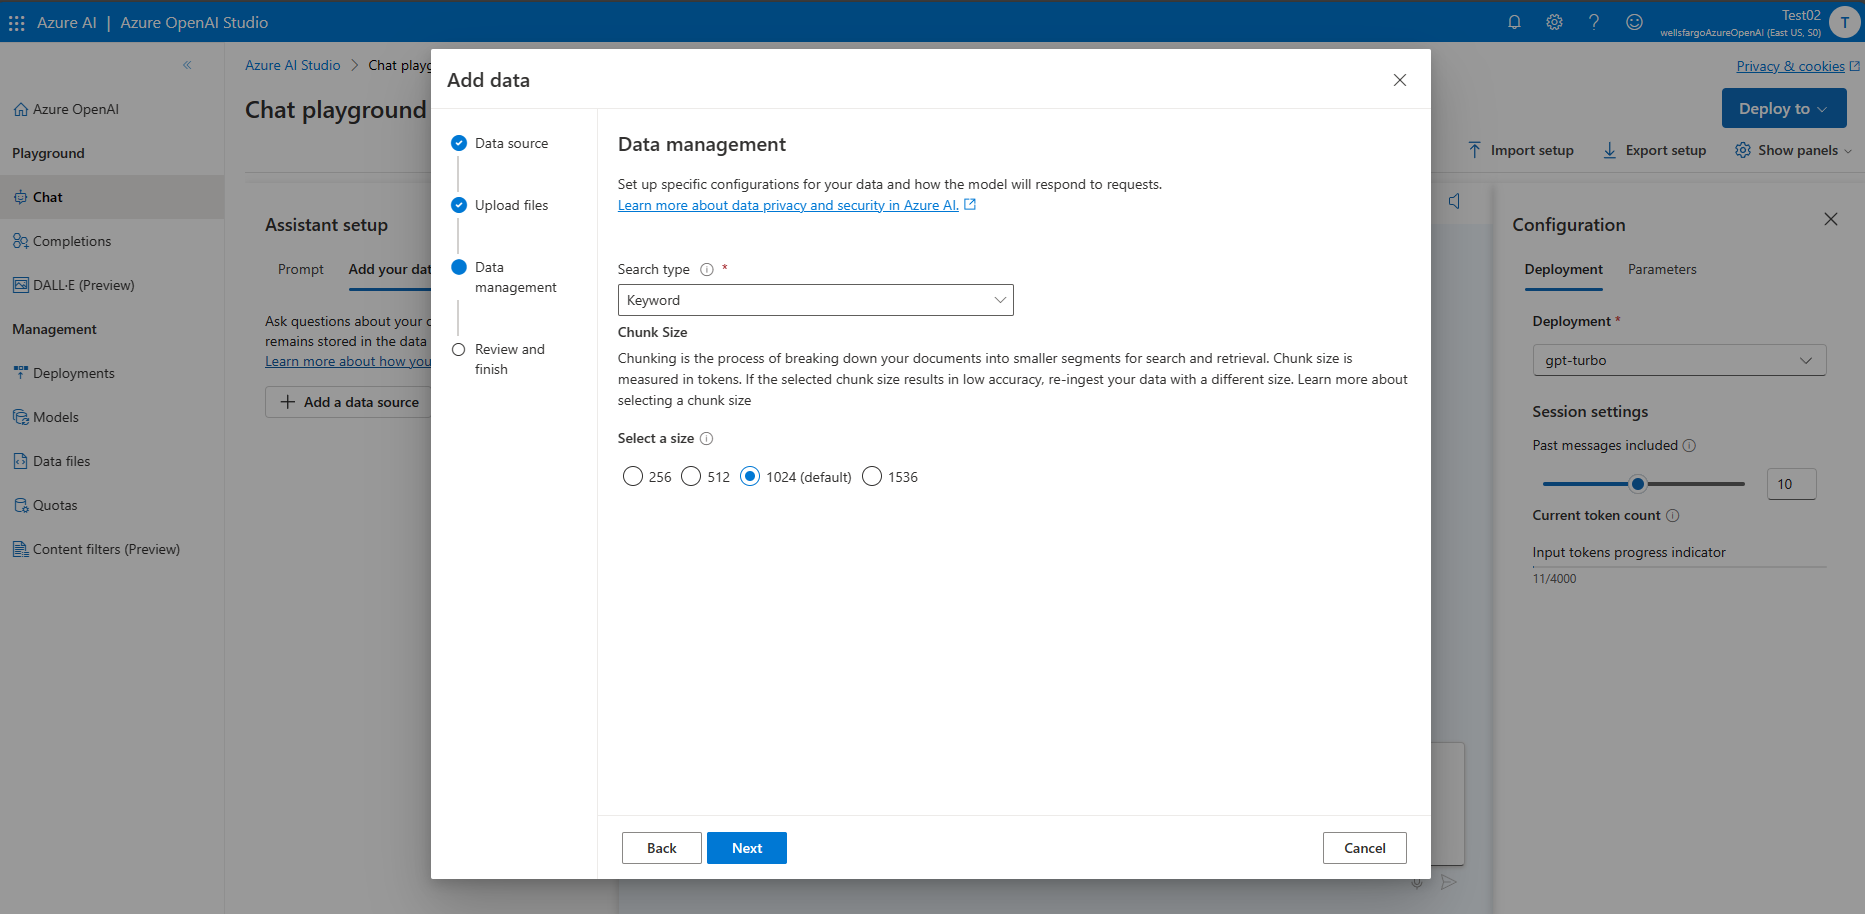 Azure AI | Azure OpenAI Studio
Test02
wellsfargoAzureOpenAI (East US, S0)
T
Azure OpenAI
Playground
Chat
Completions
DALL·E (Preview)
Management
Deployments
Models
Data files
Quotas
Content filters (Preview)
Azure AI Studio > Chat playg
Privacy & cookies
Chat playground
Deploy to
Import setup
Export setup
Show panels
Assistant setup
Prompt
Add your dat
Ask questions about your d
remains stored in the data
Learn more about how you
Add a data source
Add data
Data source
Upload files
Data
management
Review and
finish
Data management
Set up specific configurations for your data and how the model will respond to requests.
Learn more about data privacy and security in Azure AI.
Search type *
Keyword
Chunk Size
Chunking is the process of breaking down your documents into smaller segments for search and retrieval. Chunk size is
measured in tokens. If the selected chunk size results in low accuracy, re-ingest your data with a different size. Learn more about
selecting a chunk size
Select a size
256
512
1024 (default)
1536
Back
Next
Cancel
Configuration
Deployment
Parameters
Deployment *
gpt-turbo
Session settings
Past messages included
10
Current token count
Input tokens progress indicator
11/4000